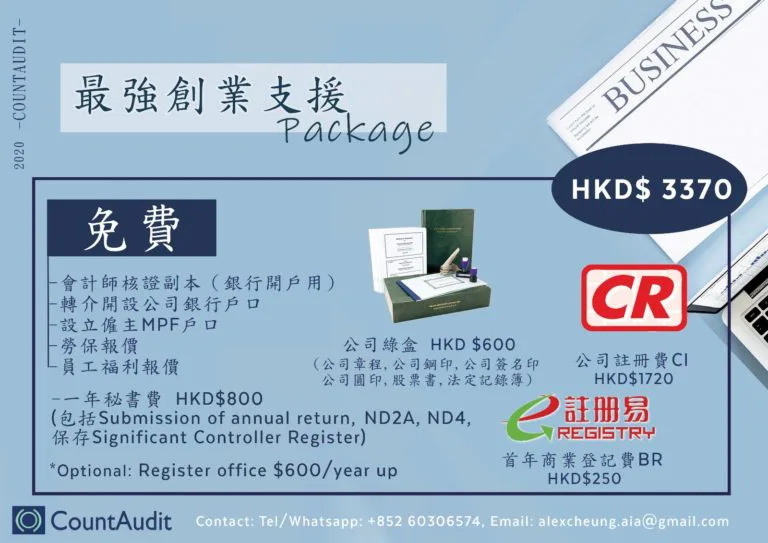 2020 -COUNTAUDIT-
BUSINESS
最強創業支援
Package
HKD$ 3370
免費
-會計師核證副本（銀行開戶用）
-轉介開設公司銀行戶口
-設立僱主MPF戶口
-勞保報價
-員工福利報價
公司綠盒 HKD $600
（公司章程, 公司鋼印, 公司簽名印
公司圓印, 股票書, 法定記錄簿）
CR
公司註冊費CI
HKD$1720
-一年秘書費 HKD$800
(包括Submission of annual return, ND2A, ND4,
保存Significant Controller Register)
*Optional: Register office $600/year up
e註冊易
REGISTRY
首年商業登記費BR
HKD$250
CountAudit
Contact: Tel/Whatsapp: +852 60306574, Email: alexcheung.aia@gmail.com